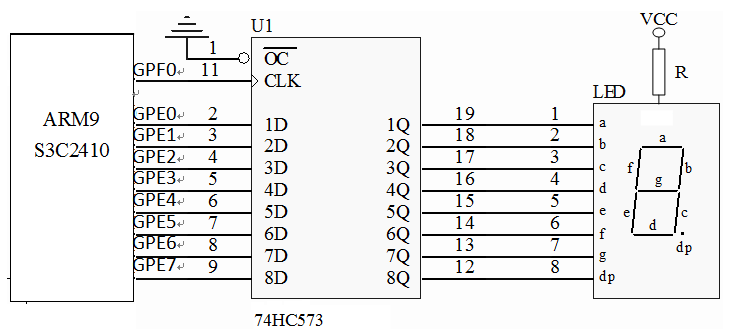 U1
VCC
R
LED
ARM9
S3C2410
1
OC
GPF0 11 CLK
GPE0 2 1D 1Q 19 1 a
GPE1 3 2D 2Q 18 2 b
GPE2 4 3D 3Q 17 3 c
GPE3 5 4D 4Q 16 4 d
GPE4 6 5D 5Q 15 5 e
GPE5 7 6D 6Q 14 6 f
GPE6 8 7D 7Q 13 7 g
GPE7 9 8D 8Q 12 8 dp
a
f b
g
e d c
dp
74HC573